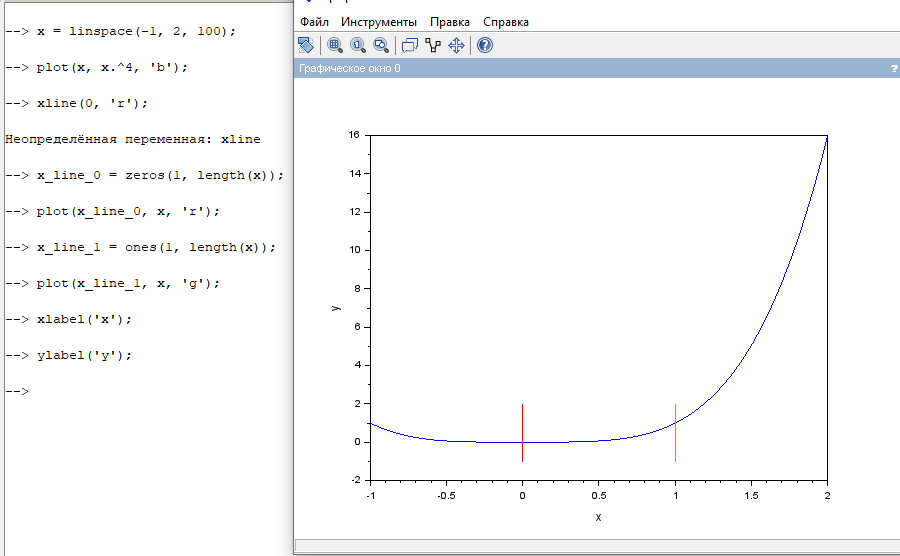 --> x = linspace(-1, 2, 100);
--> plot(x, x.^4, 'b');
--> xline(0, 'r');
Неопределённая переменная: xline
--> x_line_0 = zeros(1, length(x));
--> plot(x_line_0, x, 'r');
--> x_line_1 = ones(1, length(x));
--> plot(x_line_1, x, 'g');
--> xlabel('x');
--> ylabel('y');
-->
Файл Инструменты Правка Справка
Графическое окно 0 ?
16
14
12
10
8
6
4
2
0
-2
y
-1 -0.5 0 0.5 1 1.5 2
x